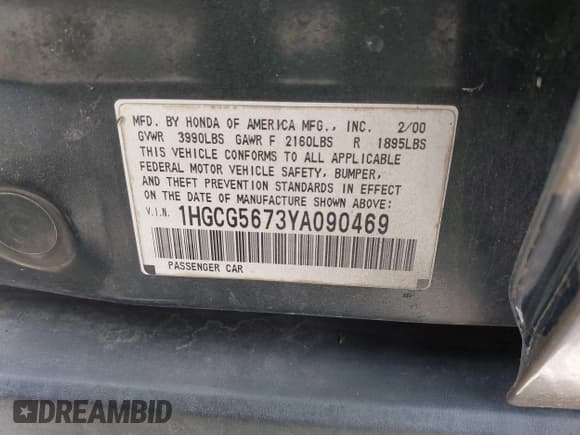 MFD. BY HONDA OF AMERICA MFG., INC. 2/00
GVWR 3990LBS GAWR F 2160LBS R 1895LBS
THIS VEHICLE CONFORMS TO ALL APPLICABLE
FEDERAL MOTOR VEHICLE SAFETY, BUMPER,
AND THEFT PREVENTION STANDARDS IN EFFECT
ON THE DATE OF MANUFACTURE SHOWN ABOVE:
V.I.N. 1HGCG5673YA090469
PASSENGER CAR
DREAMBID